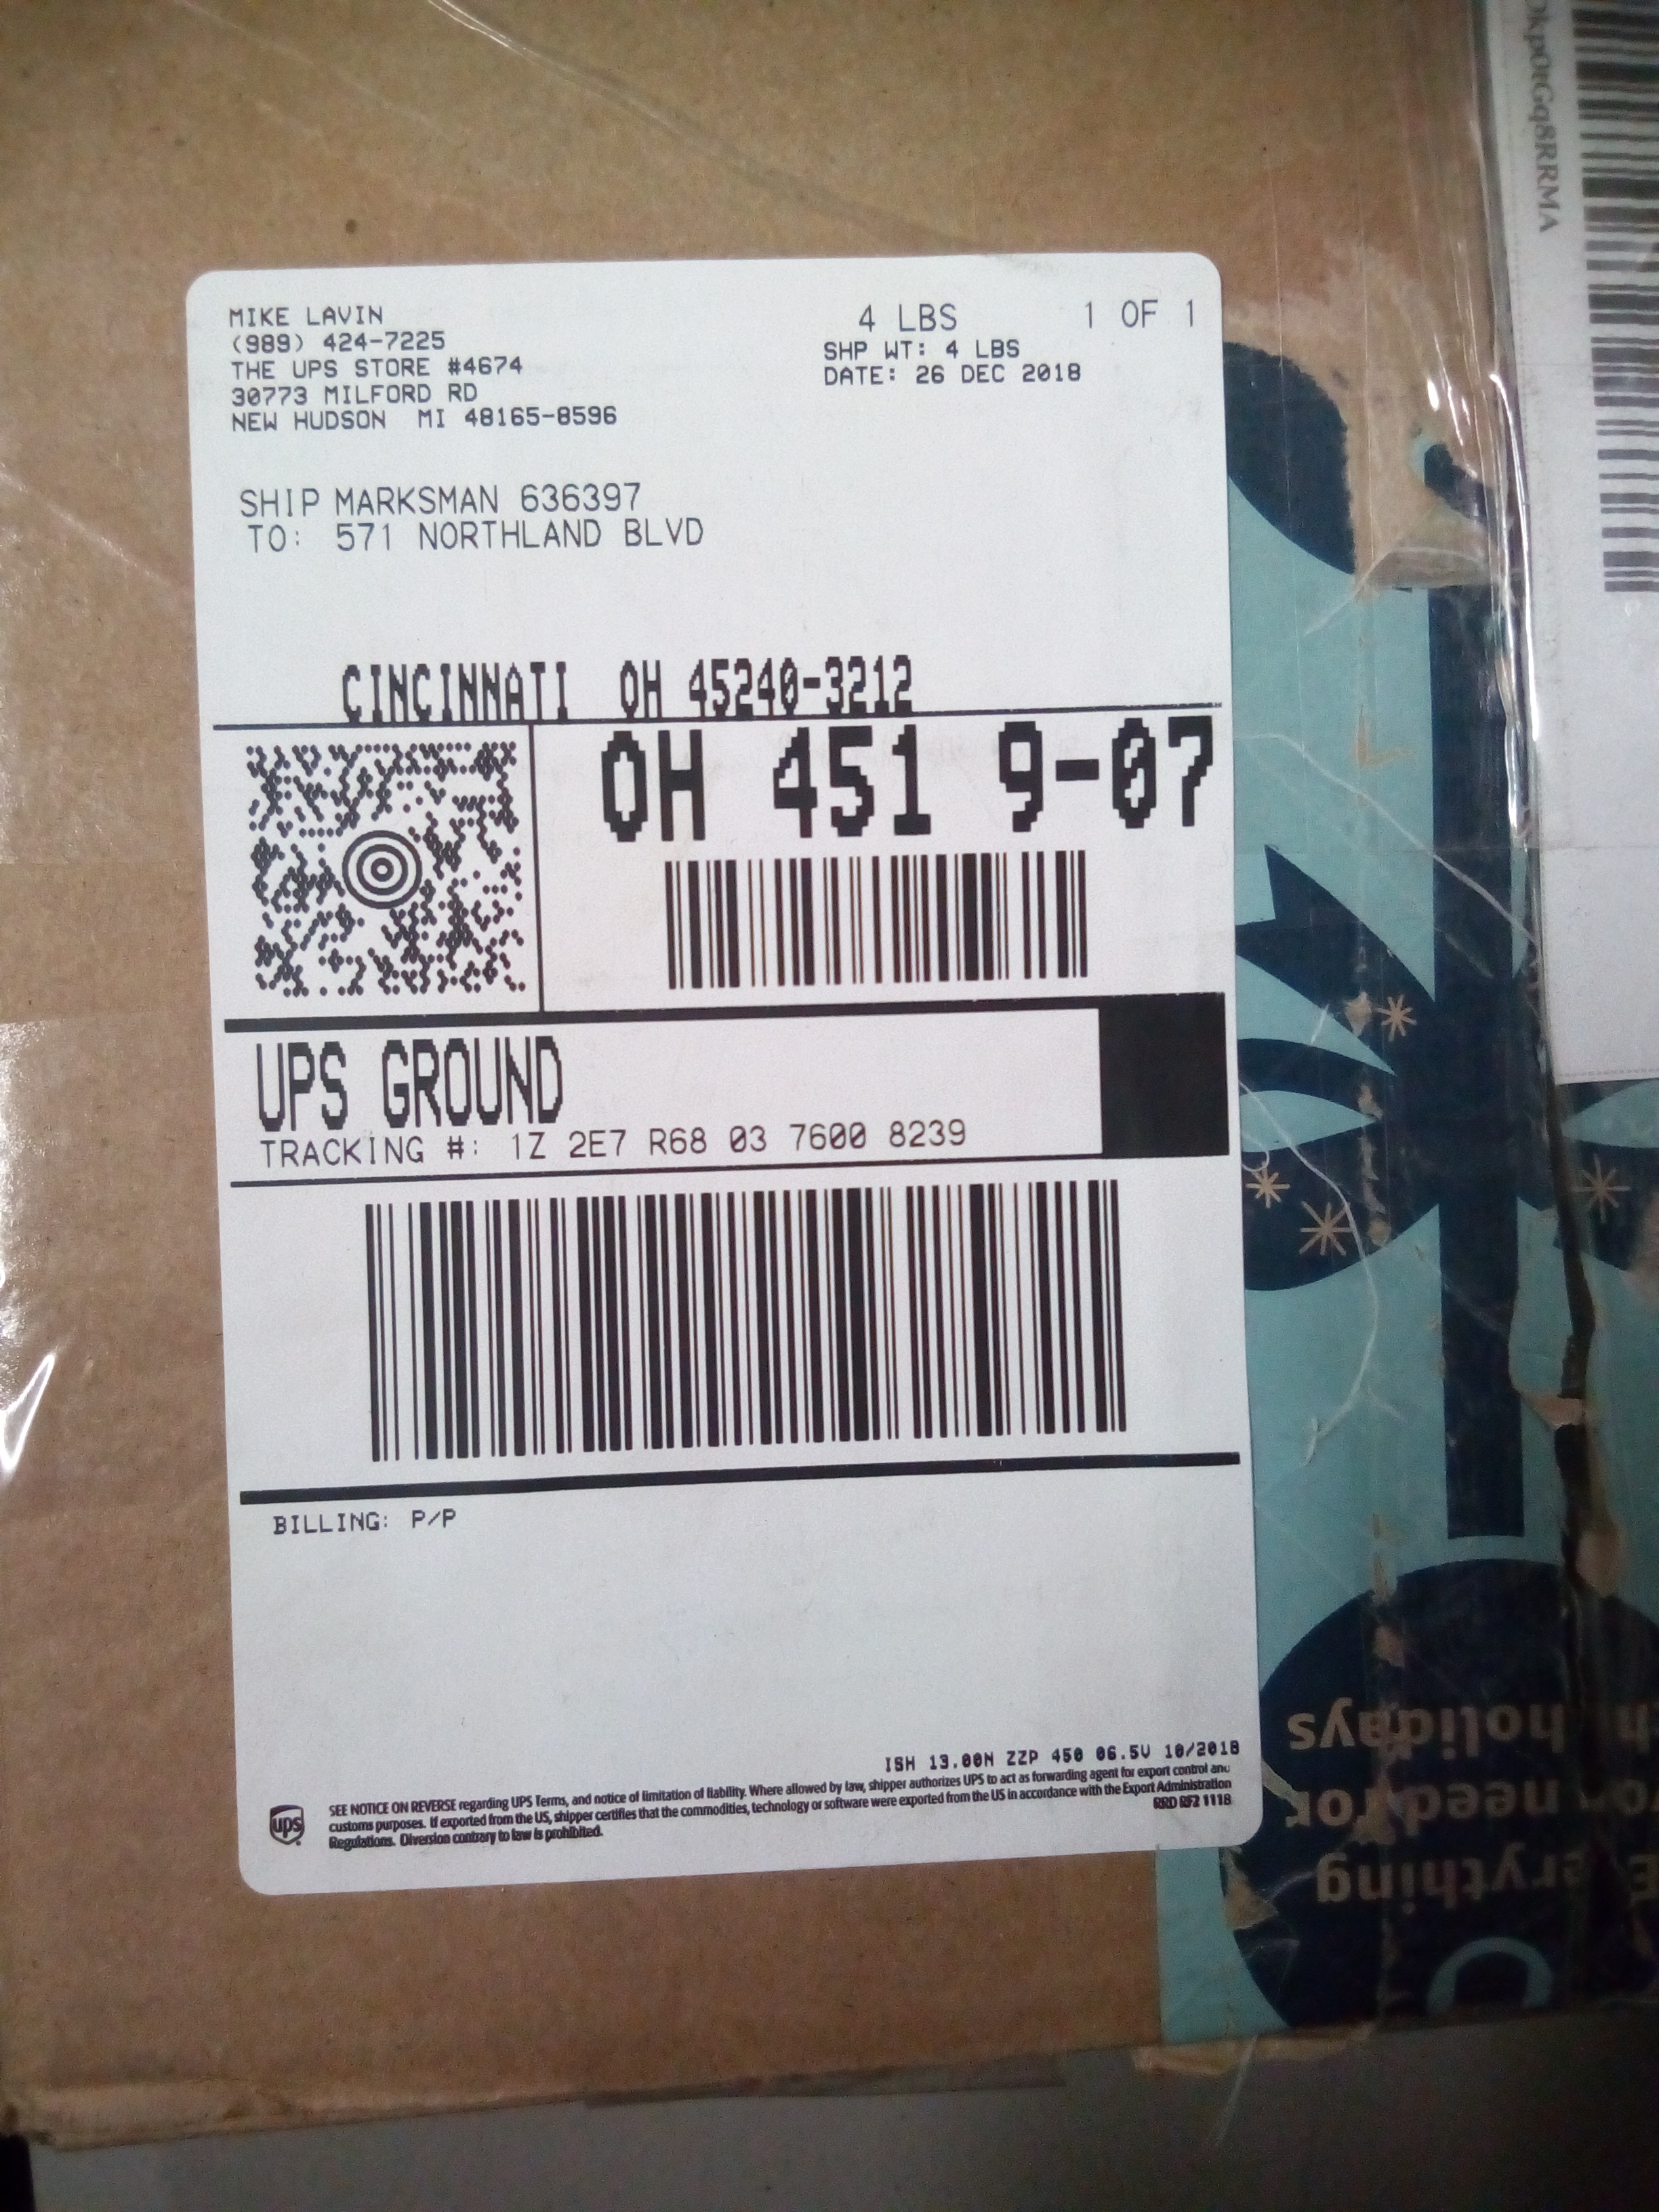 MIKE LAVIN
(989) 424-7225
THE UPS STORE #4674
30773 MILFORD RD
NEW HUDSON MI 48165-8596
4 LBS 1 OF 1
SHP WT: 4 LBS
DATE: 26 DEC 2018
SHIP MARKSMAN 636397
TO: 571 NORTHLAND BLVD
CINCINNATI OH 45240-3212
OH 451 9-07
UPS GROUND
TRACKING #: 1Z 2E7 R68 03 7600 8239
BILLING: P/P
ISH 13.00N ZZP 450 06.5V 10/2018
SEE NOTICE ON REVERSE regarding UPS Terms, and notice of limitation of liability. Where allowed by law, shipper authorizes UPS to act as forwarding agent for export control and
customs purposes. If exported from the US, shipper certifies that the commodities, technology or software were exported from the US in accordance with the Export Administration
Regulations. Diversion contrary to law is prohibited.
RRD RF2 1118
ups
kp0tGq8RRMA
erything
need for
holidays